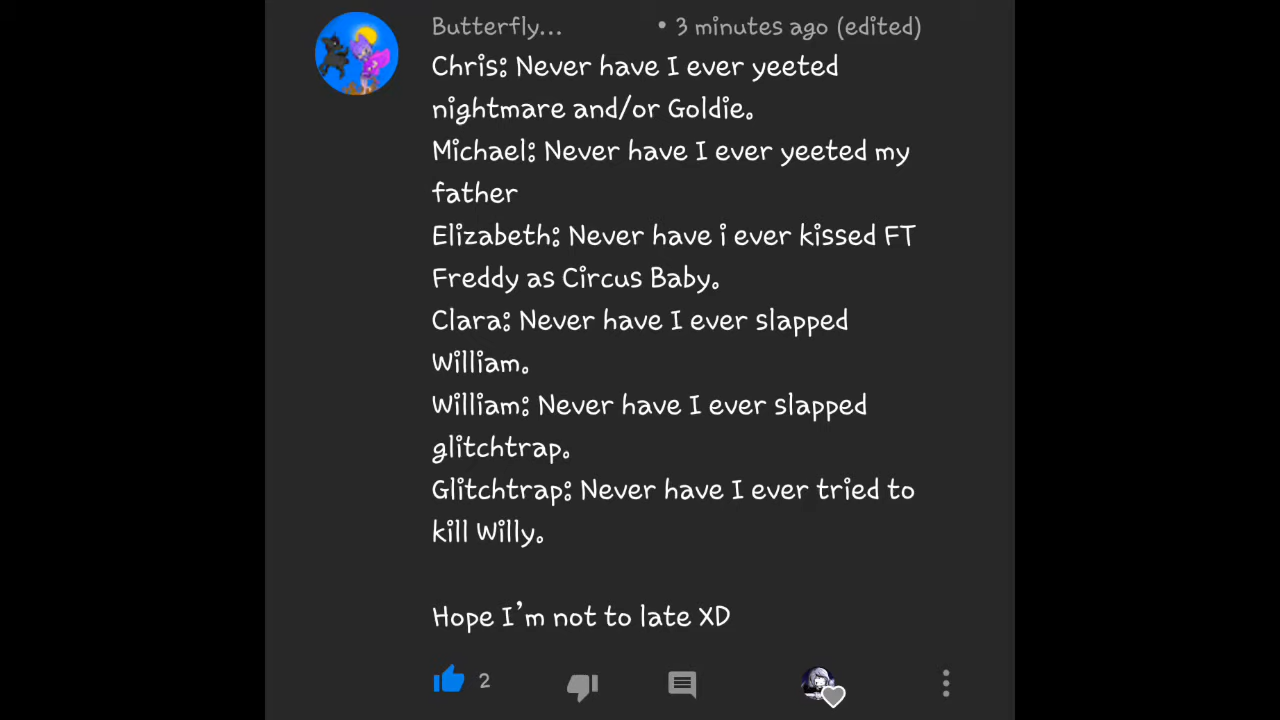 Butterfly... • 3 minutes ago (edited)
Chris: Never have I ever yeeted
nightmare and/or Goldie.
Michael: Never have I ever yeeted my
father
Elizabeth: Never have i ever kissed FT
Freddy as Circus Baby.
Clara: Never have I ever slapped
William.
William: Never have I ever slapped
glitchtrap.
Glitchtrap: Never have I ever tried to
kill Willy.
Hope I'm not to late XD
2